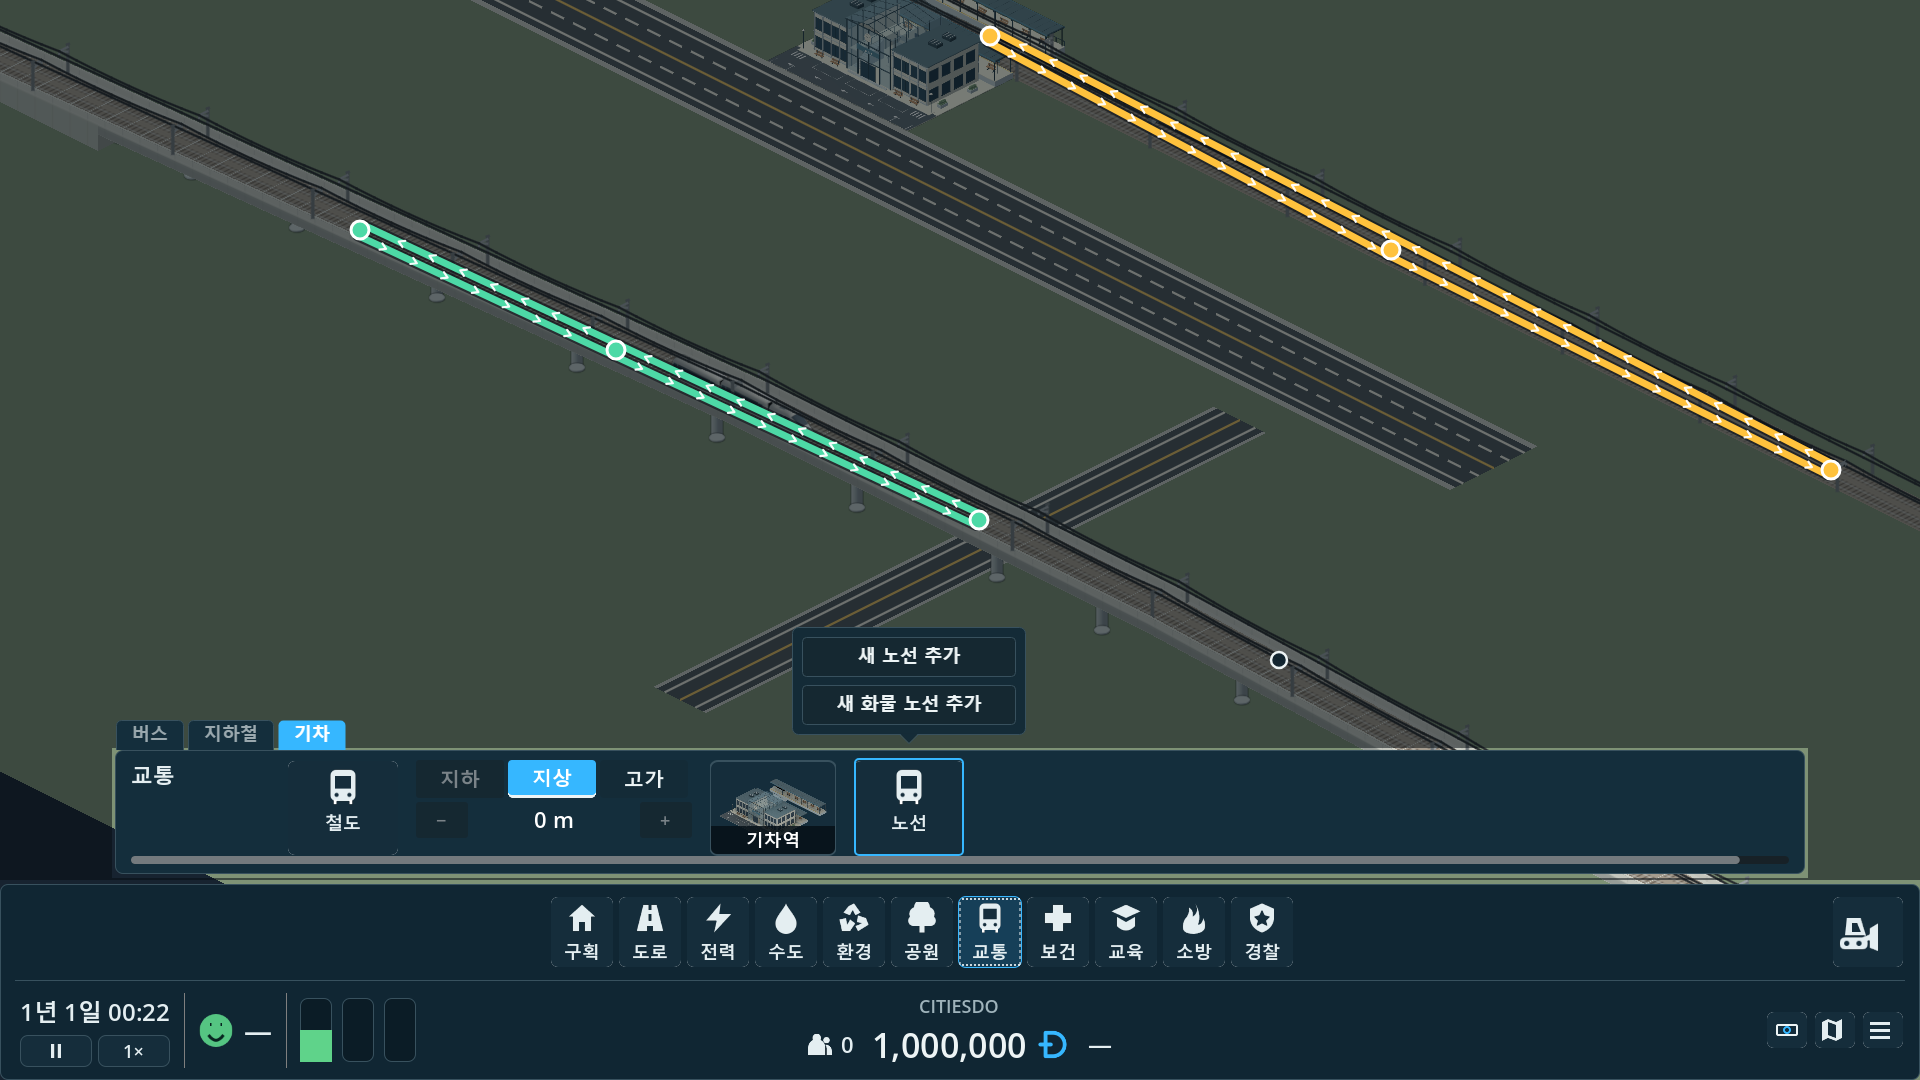 새 노선 추가
새 화물 노선 추가
버스
지하철
기차
교통
철도
지하
지상
고가
−
0 m
+
기차역
노선
구획
도로
전력
수도
환경
공원
교통
보건
교육
소방
경찰
1년 1일 00:22
1×
—
CITIESDO
0
1,000,000
—